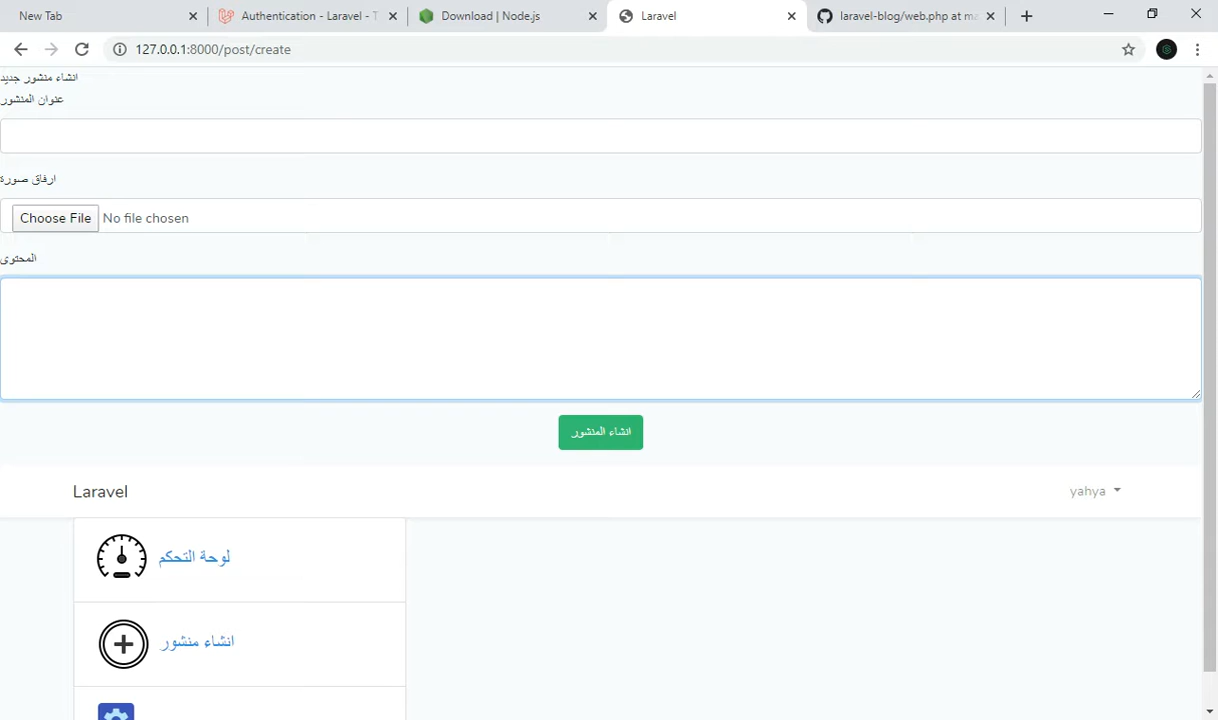 New Tab
Authentication - Laravel - T
Download | Node.js
Laravel
laravel-blog/web.php at ma
127.0.0.1:8000/post/create
انشاء منشور جديد
عنوان المنشور
ارفاق صورة
Choose File No file chosen
المحتوى
انشاء المنشور
Laravel
yahya
لوحة التحكم
انشاء منشور